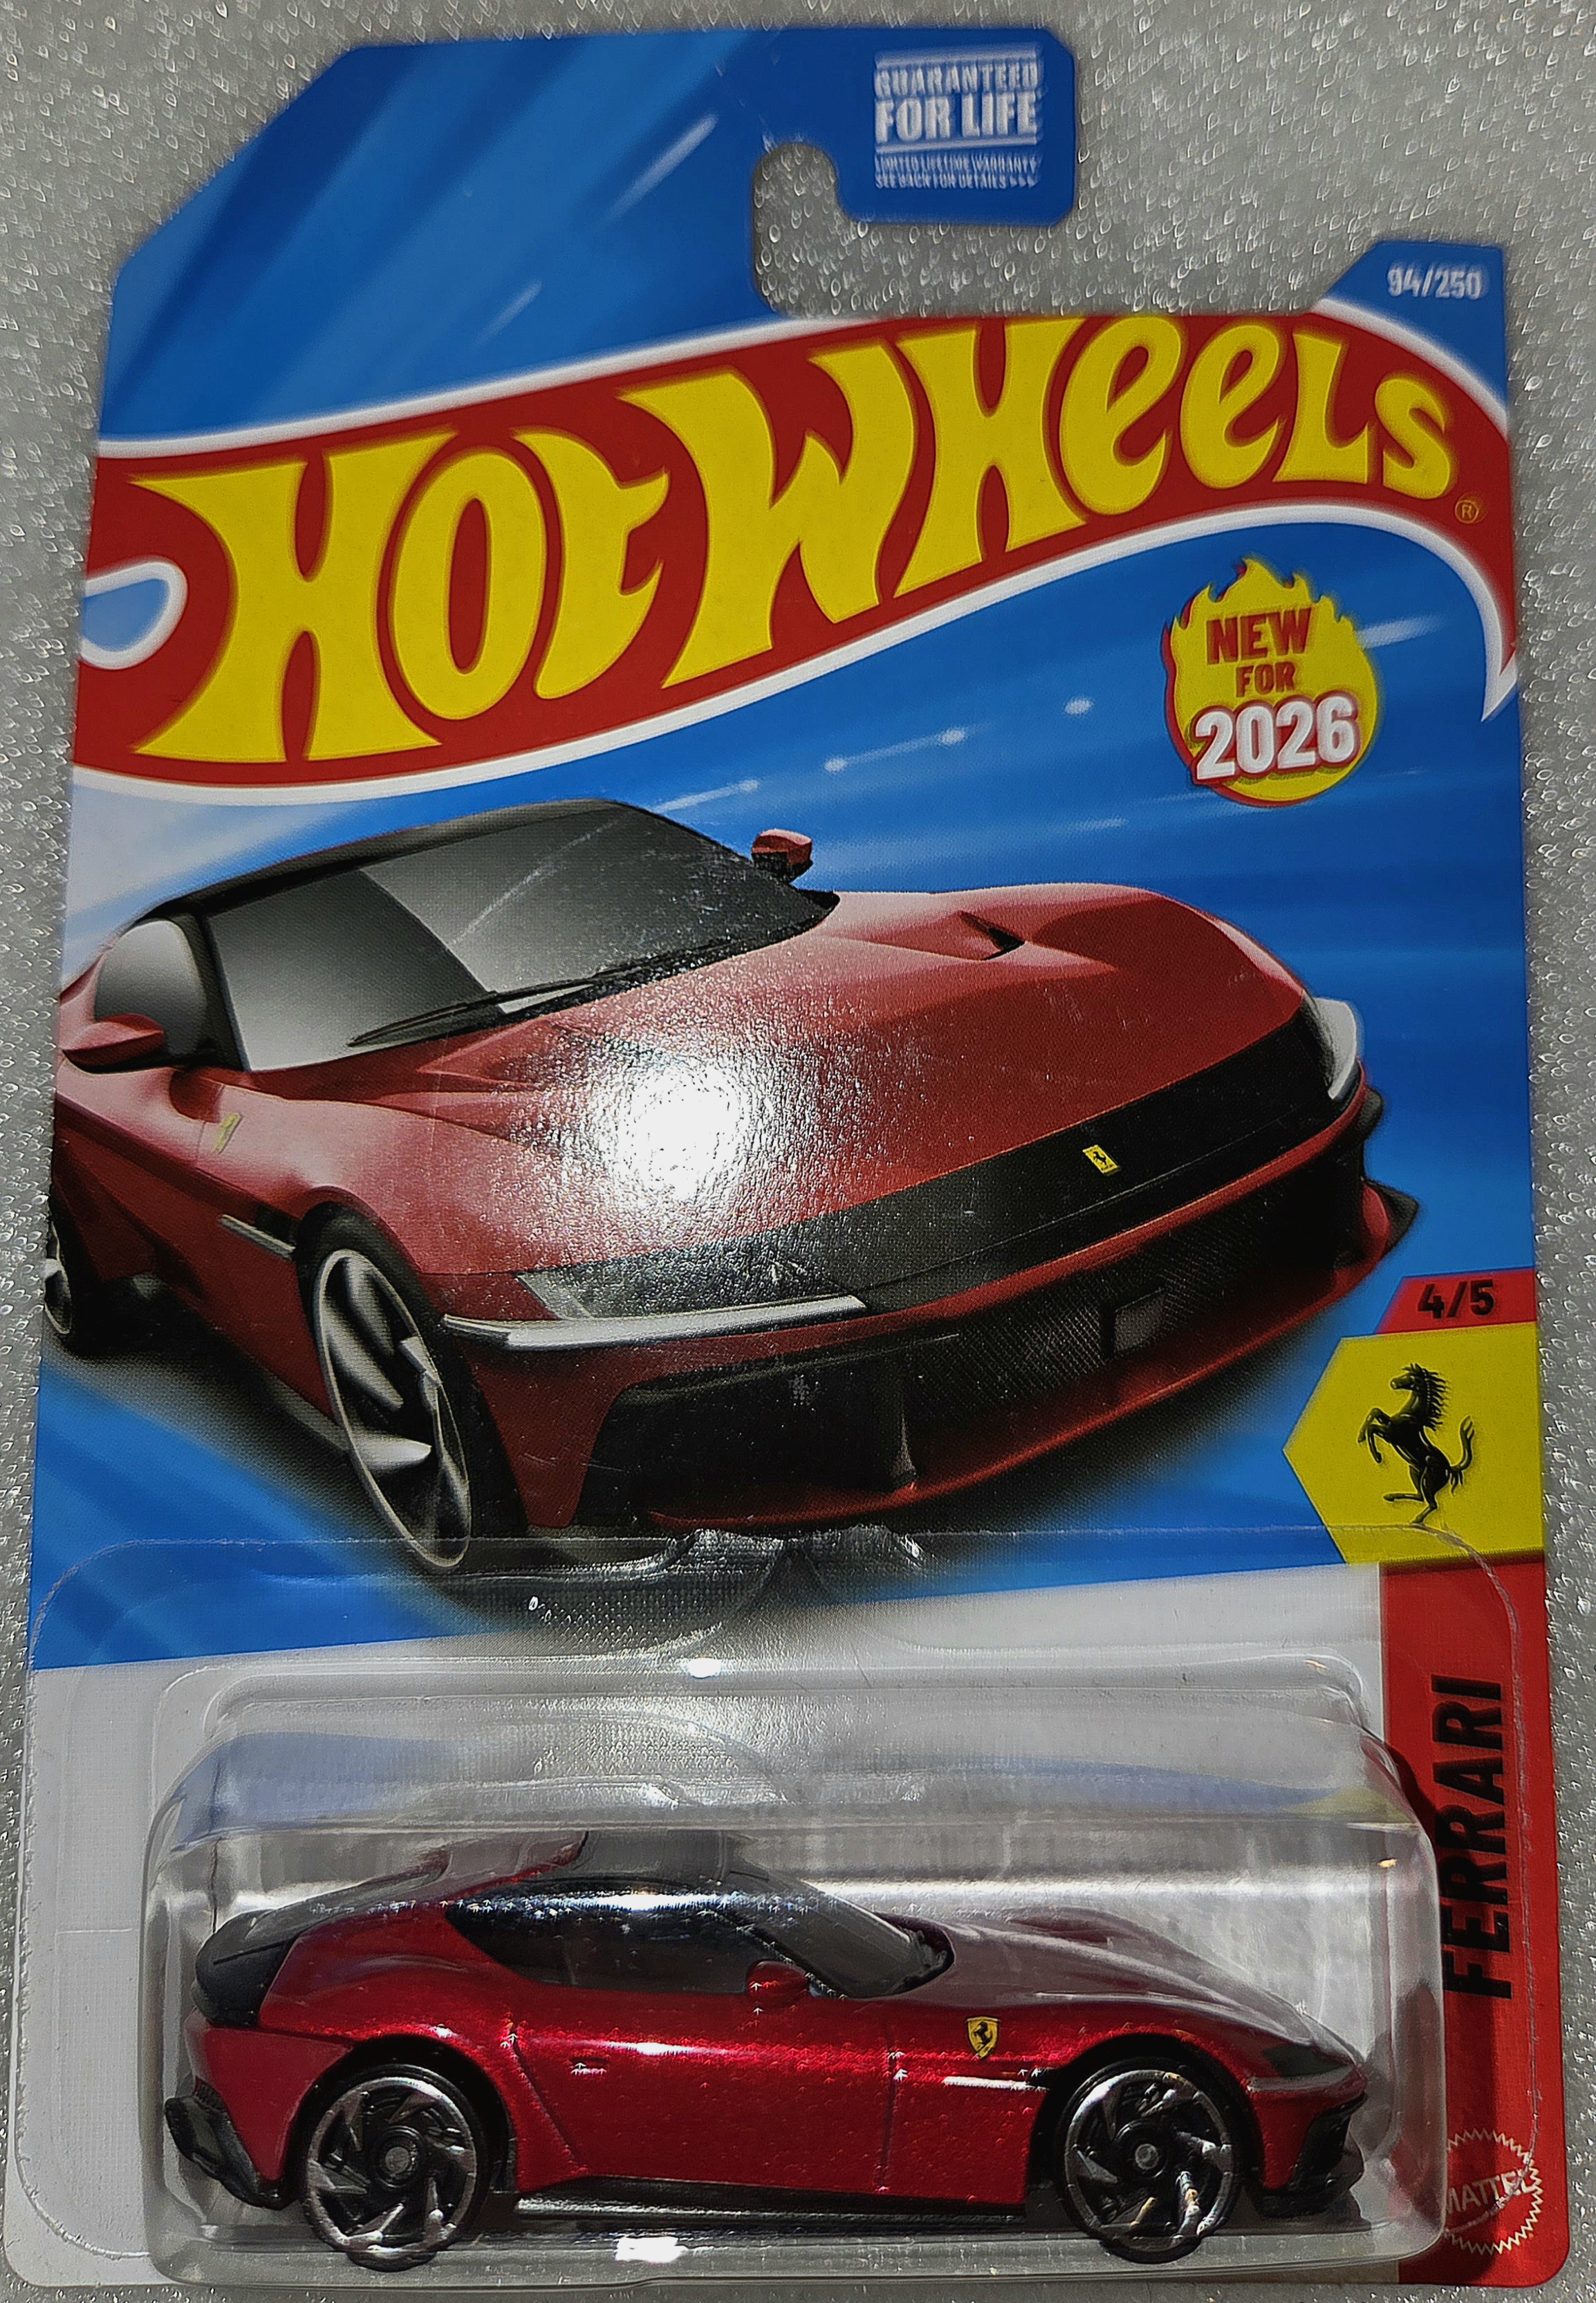 GUARANTEED
FOR LIFE
LIMITED LIFETIME WARRANTY
SEE BACK FOR DETAILS >>>
94/250
HOT WHEELS
®
NEW
FOR
2026
4/5
FERRARI
MATTEL